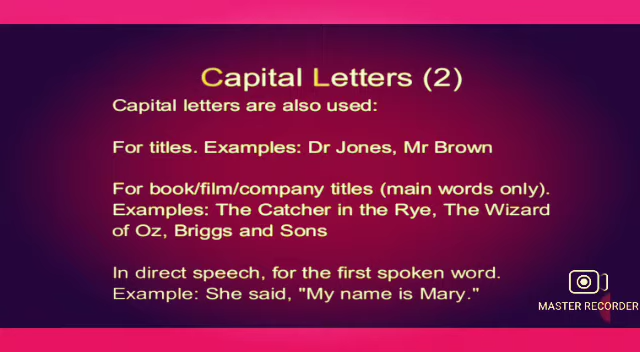 Capital Letters (2)
Capital letters are also used:
For titles. Examples: Dr Jones, Mr Brown
For book/film/company titles (main words only).
Examples: The Catcher in the Rye, The Wizard
of Oz, Briggs and Sons
In direct speech, for the first spoken word.
Example: She said, "My name is Mary."
MASTER RECORDER